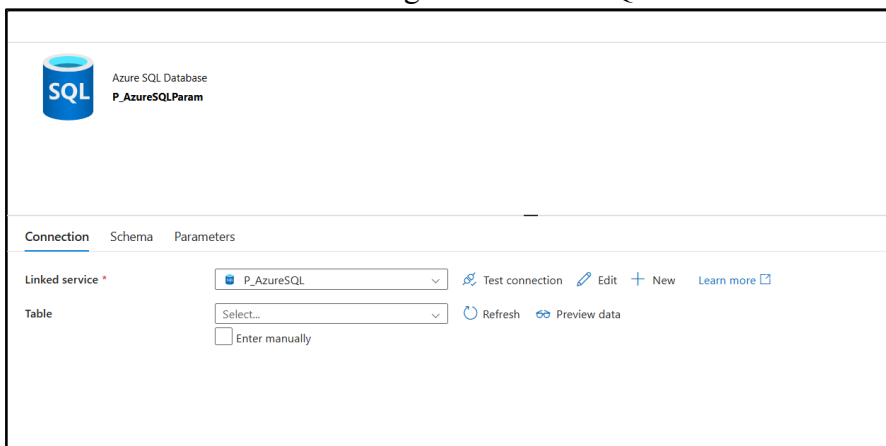 SQL
Azure SQL Database
P_AzureSQLParam
Connection Schema Parameters
Linked service * P_AzureSQL Test connection Edit New Learn more
Table Select... Refresh Preview data
Enter manually